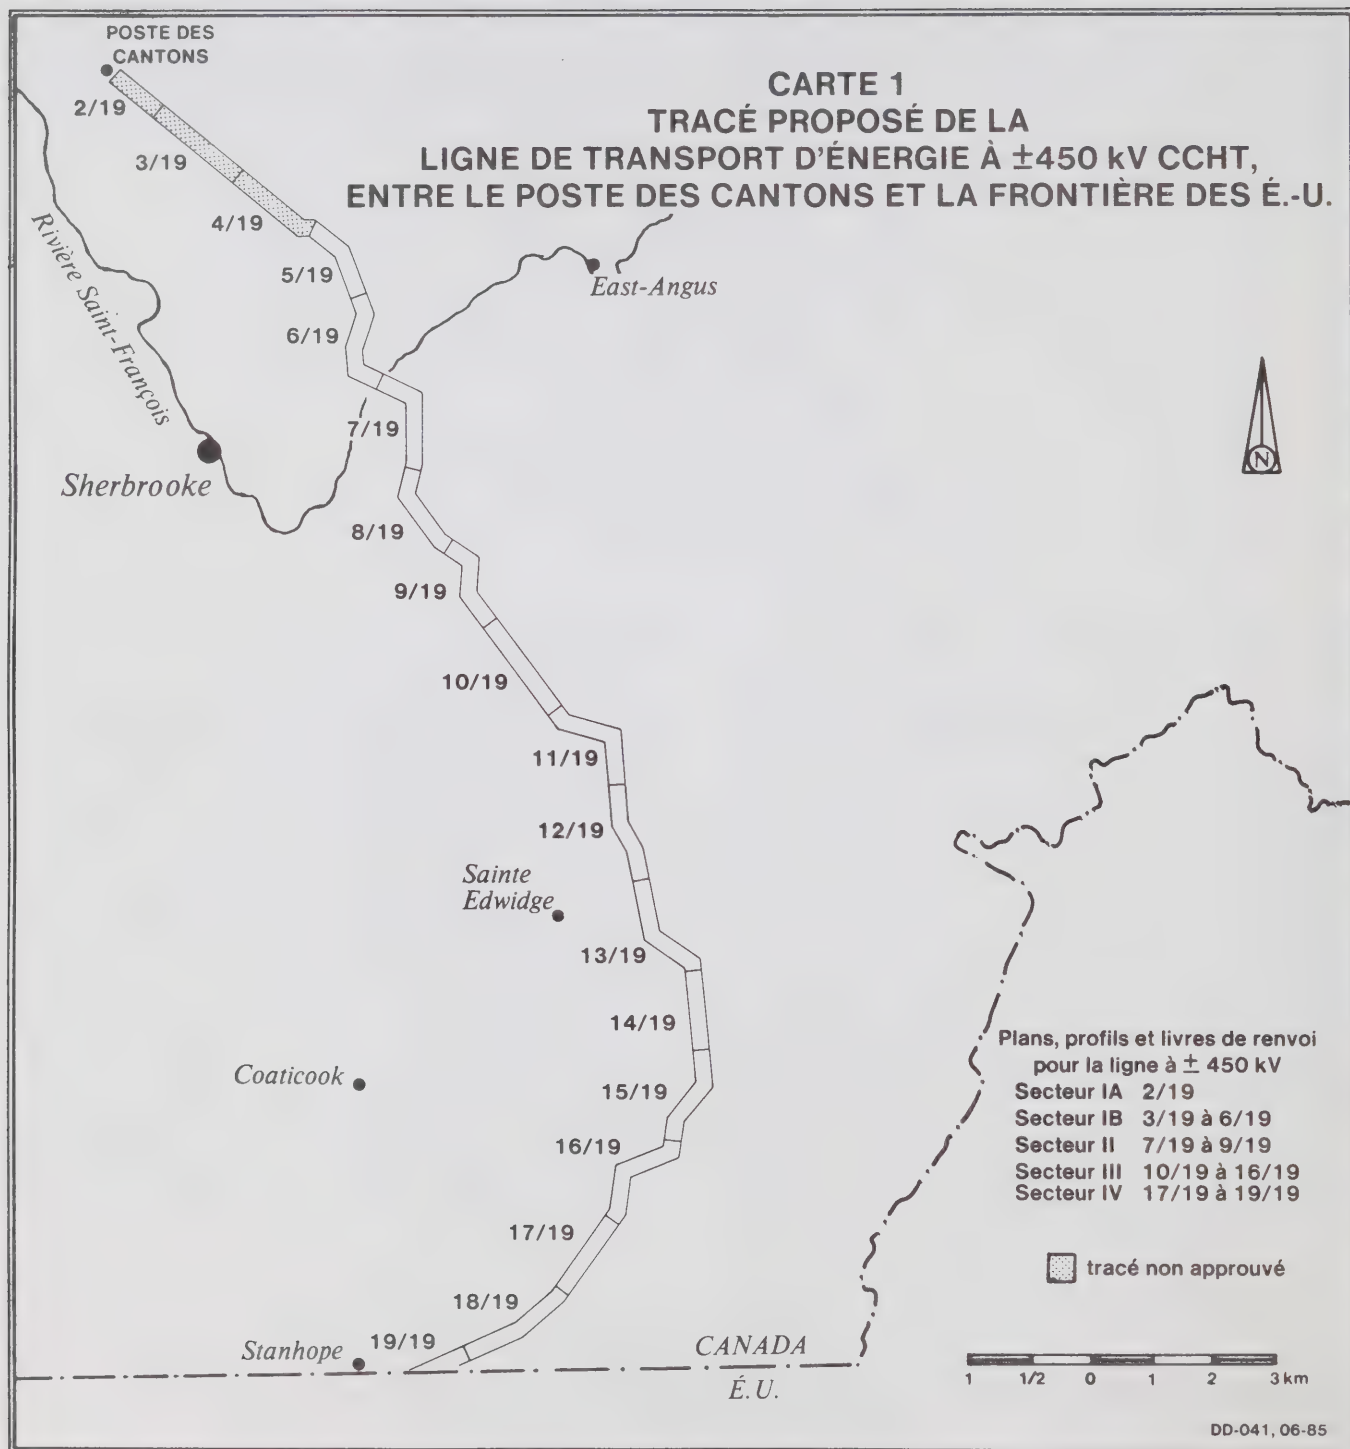 POSTE DES
CANTONS
CARTE 1
TRACÉ PROPOSÉ DE LA
LIGNE DE TRANSPORT D'ÉNERGIE À ±450 kV CCHT,
ENTRE LE POSTE DES CANTONS ET LA FRONTIÈRE DES É.-U.
2/19
3/19
4/19
5/19
6/19
7/19
8/19
9/19
10/19
11/19
12/19
13/19
14/19
15/19
16/19
17/19
18/19
19/19
Rivière Saint-François
East-Angus
Sherbrooke
N
Sainte
Edwidge
Coaticook
Stanhope
CANADA
É.U.
Plans, profils et livres de renvoi
pour la ligne à ± 450 kV
Secteur IA 2/19
Secteur IB 3/19 à 6/19
Secteur II 7/19 à 9/19
Secteur III 10/19 à 16/19
Secteur IV 17/19 à 19/19
tracé non approuvé
1 1/2 0 1 2 3 km
DD-041, 06-85